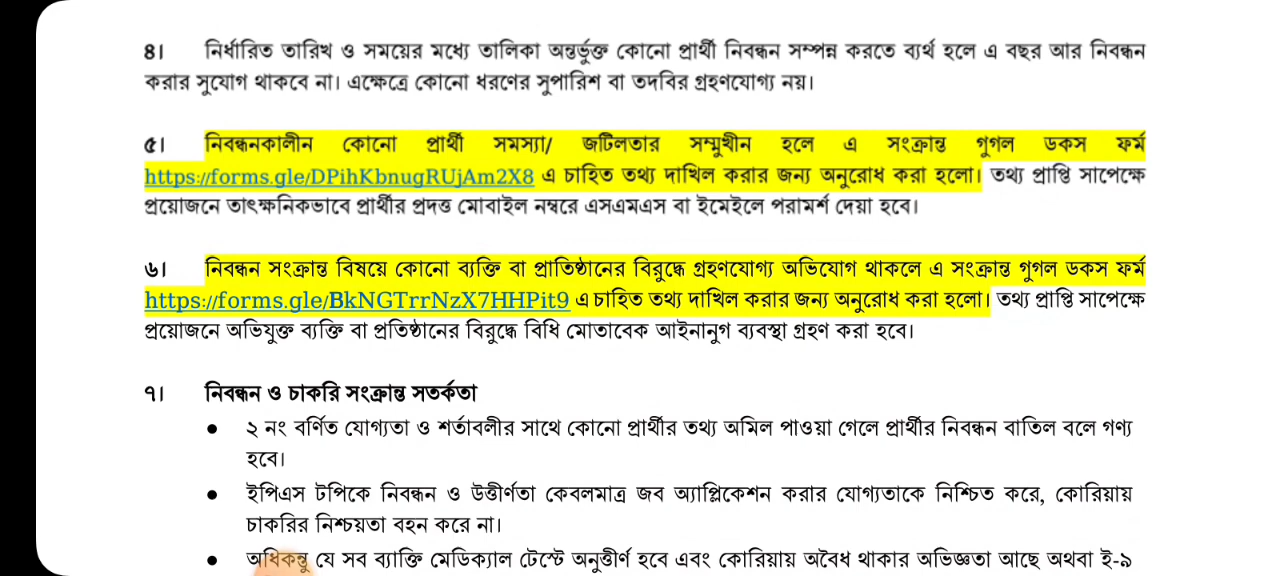 ৪। নির্ধারিত তারিখ ও সময়ের মধ্যে তালিকা অন্তর্ভুক্ত কোনো প্রার্থী নিবন্ধন সম্পন্ন করতে ব্যর্থ হলে এ বছর আর নিবন্ধন
করার সুযোগ থাকবে না। এক্ষেত্রে কোনো ধরণের সুপারিশ বা তদবির গ্রহণযোগ্য নয়।
৫। নিবন্ধনকালীন কোনো প্রার্থী সমস্যা/ জটিলতার সম্মুখীন হলে এ সংক্রান্ত গুগল ডকস ফর্ম
https://forms.gle/DPihKbnugRUjAm2X8 এ চাহিত তথ্য দাখিল করার জন্য অনুরোধ করা হলো। তথ্য প্রাপ্তি সাপেক্ষে
প্রয়োজনে তাৎক্ষনিকভাবে প্রার্থীর প্রদত্ত মোবাইল নম্বরে এসএমএস বা ইমেইলে পরামর্শ দেয়া হবে।
৬। নিবন্ধন সংক্রান্ত বিষয়ে কোনো ব্যক্তি বা প্রাতিষ্ঠানের বিরুদ্ধে গ্রহণযোগ্য অভিযোগ থাকলে এ সংক্রান্ত গুগল ডকস ফর্ম
https://forms.gle/BkNGTrrNzX7HHPit9 এ চাহিত তথ্য দাখিল করার জন্য অনুরোধ করা হলো। তথ্য প্রাপ্তি সাপেক্ষে
প্রয়োজনে অভিযুক্ত ব্যক্তি বা প্রতিষ্ঠানের বিরুদ্ধে বিধি মোতাবেক আইনানুগ ব্যবস্থা গ্রহণ করা হবে।
৭। নিবন্ধন ও চাকরি সংক্রান্ত সতর্কতা
● ২ নং বর্ণিত যোগ্যতা ও শর্তাবলীর সাথে কোনো প্রার্থীর তথ্য অমিল পাওয়া গেলে প্রার্থীর নিবন্ধন বাতিল বলে গণ্য
হবে।
● ইপিএস টপিকে নিবন্ধন ও উত্তীর্ণতা কেবলমাত্র জব অ্যাপ্লিকেশন করার যোগ্যতাকে নিশ্চিত করে, কোরিয়ায়
চাকরির নিশ্চয়তা বহন করে না।
● অধিকন্তু যে সব ব্যাক্তি মেডিক্যাল টেস্টে অনুত্তীর্ণ হবে এবং কোরিয়ায় অবৈধ থাকার অভিজ্ঞতা আছে অথবা ই-৯